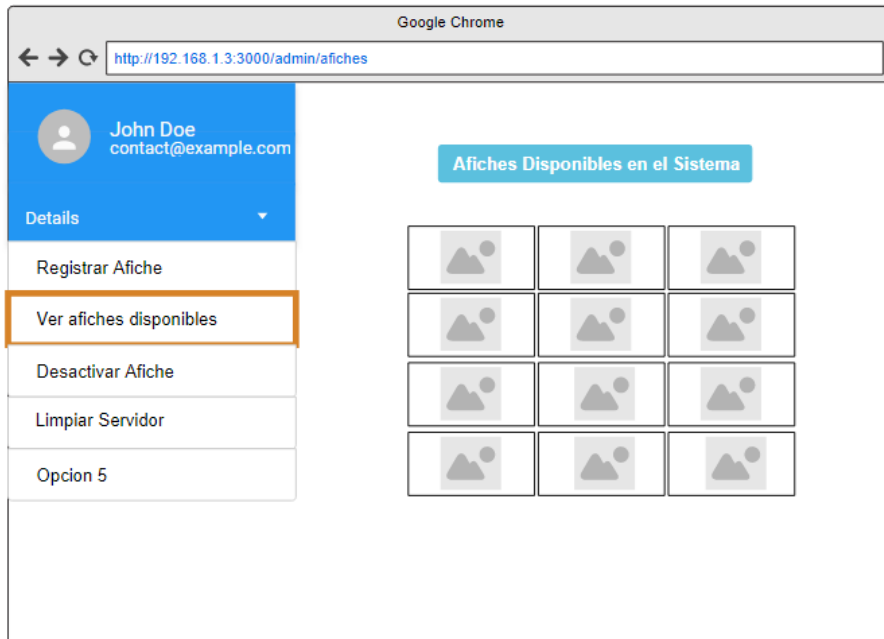 Google Chrome
http://192.168.1.3:3000/admin/afiches
John Doe
contact@example.com
Details
Registrar Afiche
Ver afiches disponibles
Desactivar Afiche
Limpiar Servidor
Opcion 5
Afiches Disponibles en el Sistema